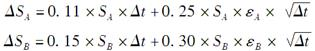 ΔS_A = 0.11 × S_A × Δt + 0.25 × S_A × ε_A × √Δt
ΔS_B = 0.15 × S_B × Δt + 0.30 × S_B × ε_B × √Δt